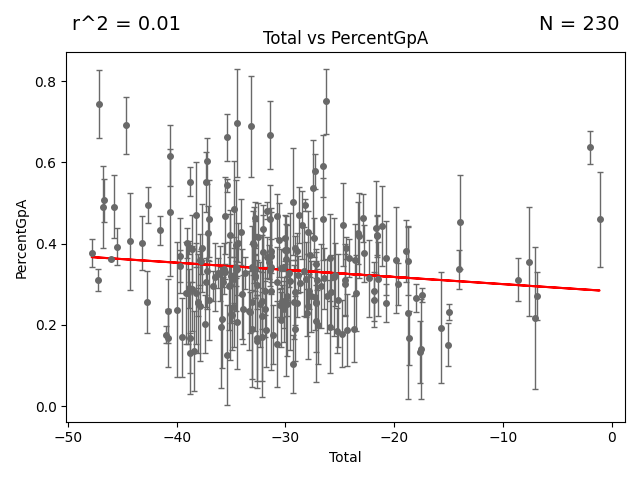 r^2 = 0.01
N = 230
Total vs PercentGpA
PercentGpA
0.8
0.6
0.4
0.2
0.0
−50
−40
−30
−20
−10
0
Total